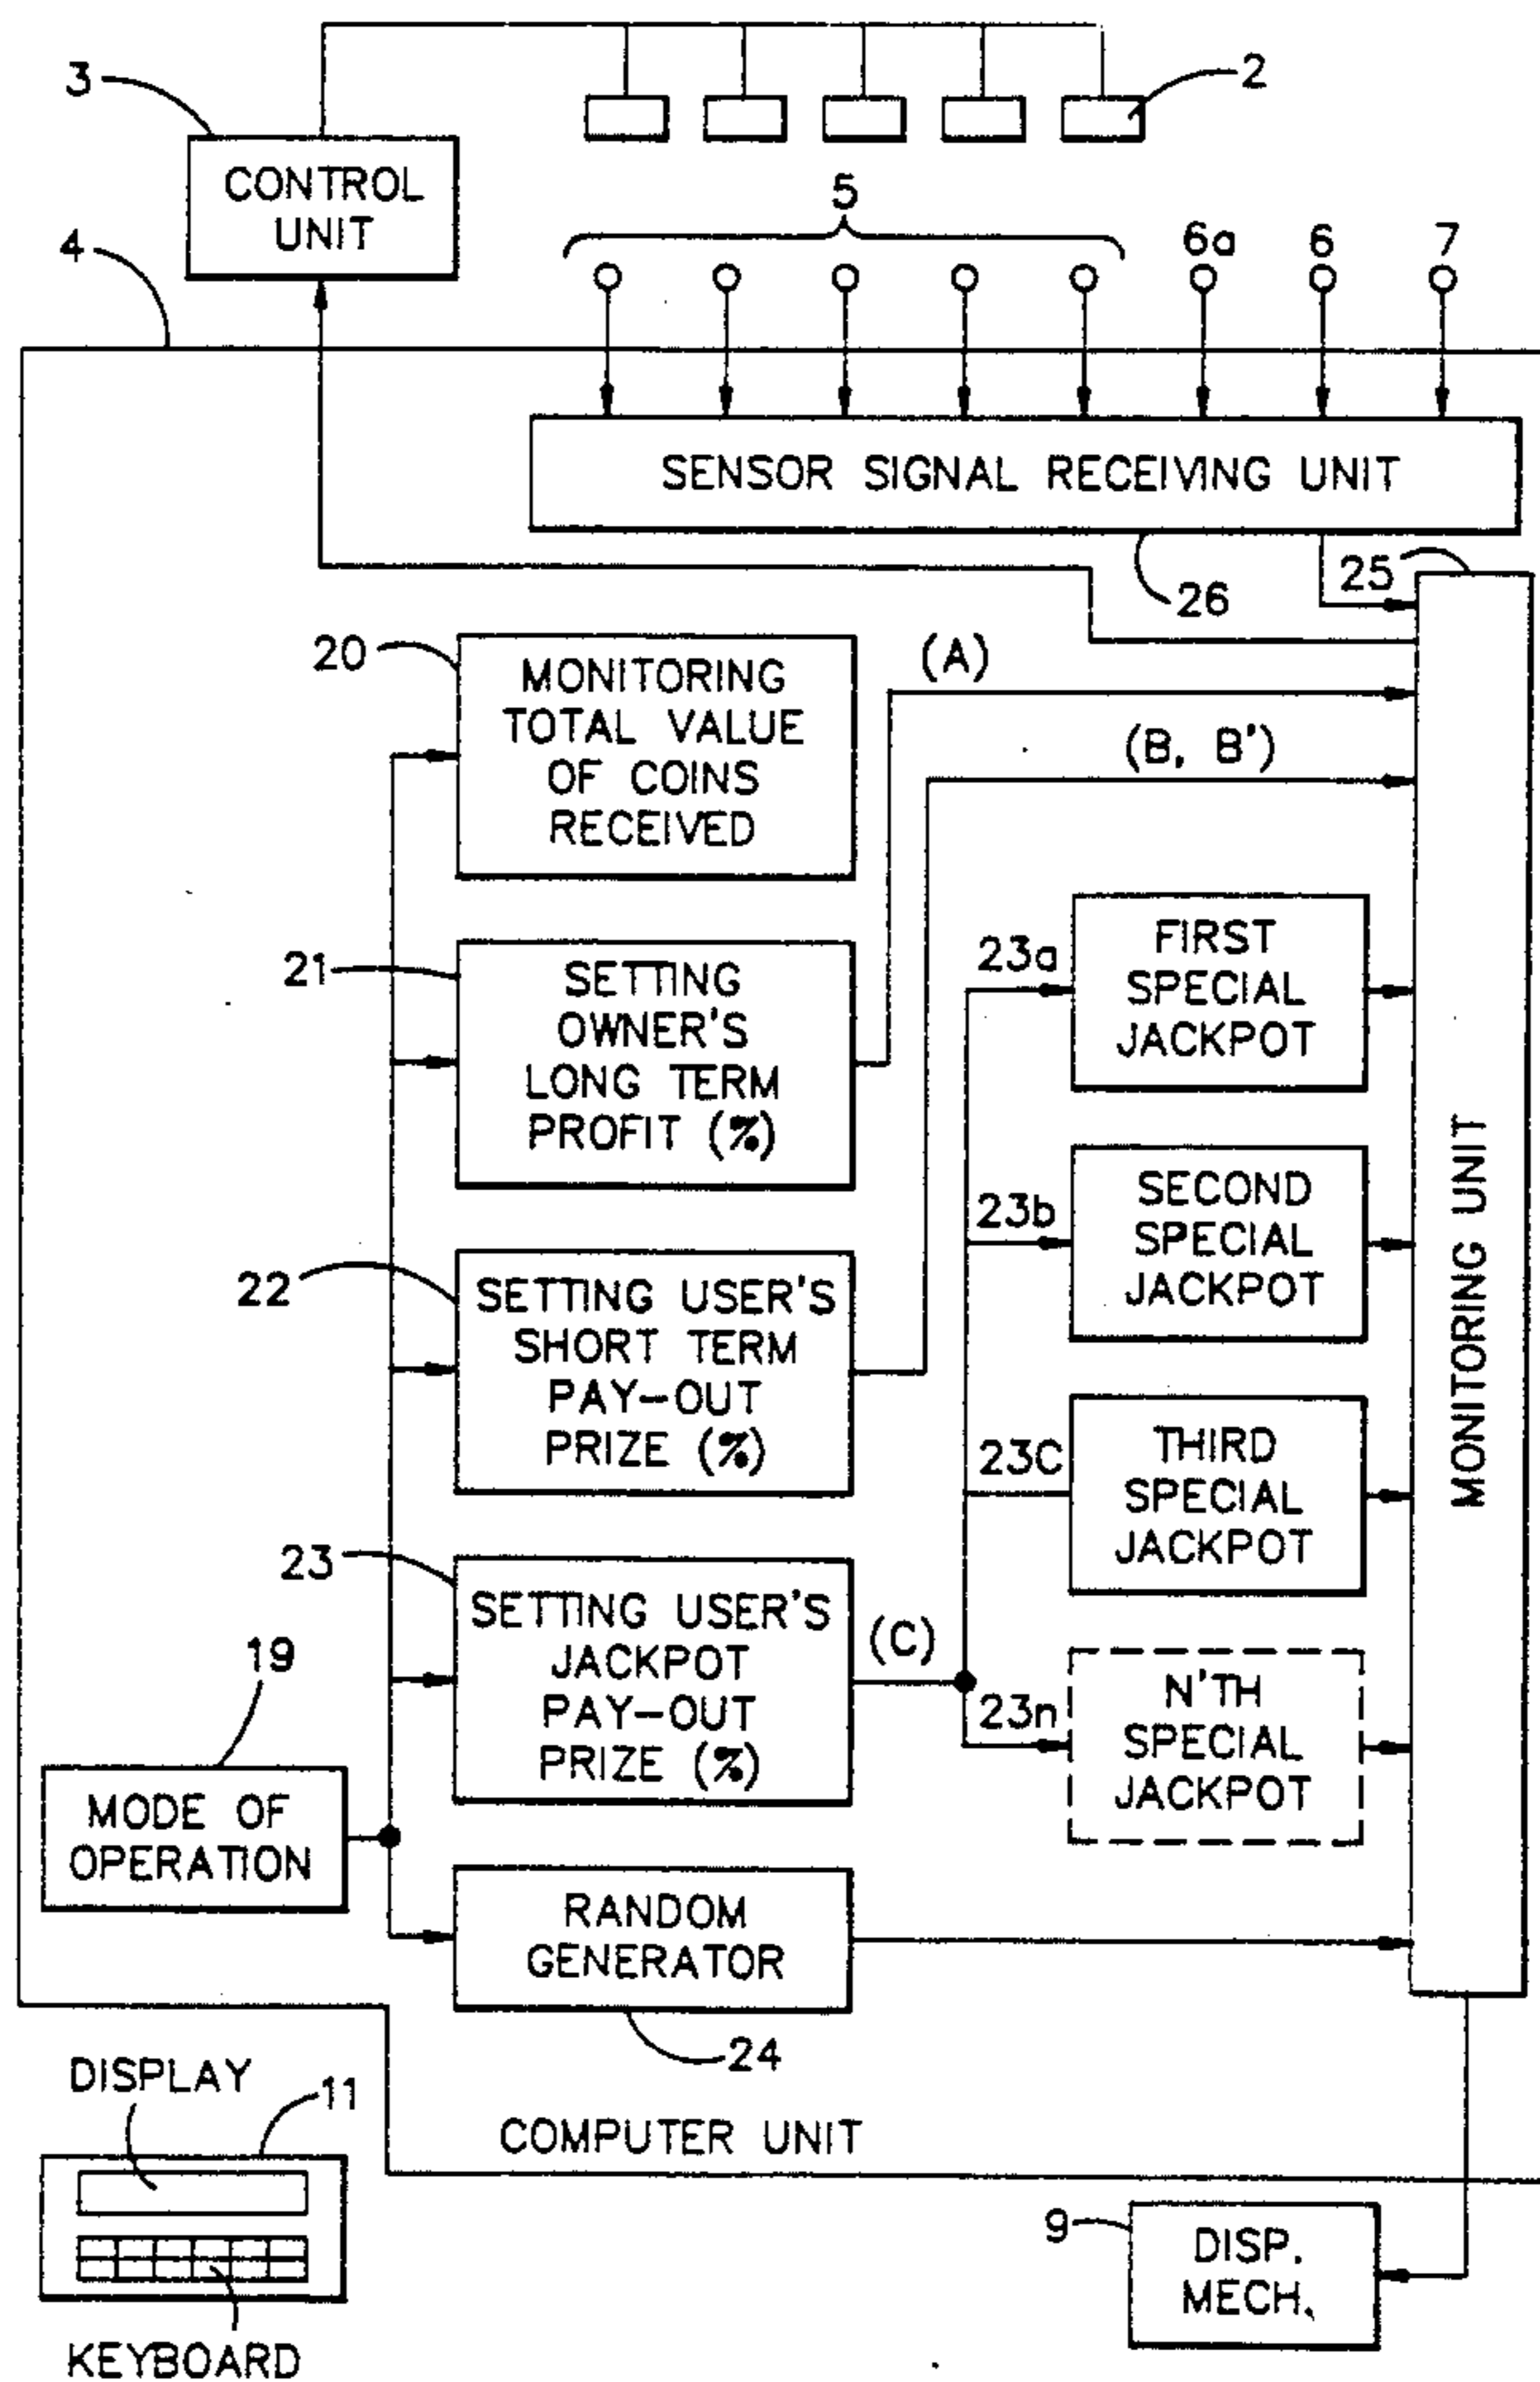 3
2
CONTROL
UNIT
4
5
6a
6
7
SENSOR SIGNAL RECEIVING UNIT
26
25
20
MONITORING
TOTAL VALUE
OF COINS
RECEIVED
(A)
(B, B')
21
SETTING
OWNER'S
LONG TERM
PROFIT (%)
23a
FIRST
SPECIAL
JACKPOT
22
SETTING USER'S
SHORT TERM
PAY-OUT
PRIZE (%)
23b
SECOND
SPECIAL
JACKPOT
MONITORING UNIT
23C
THIRD
SPECIAL
JACKPOT
23
SETTING USER'S
JACKPOT
PAY-OUT
PRIZE (%)
(C)
23n
N'TH
SPECIAL
JACKPOT
19
MODE OF
OPERATION
RANDOM
GENERATOR
24
DISPLAY
11
COMPUTER UNIT
KEYBOARD
9
DISP.
MECH.